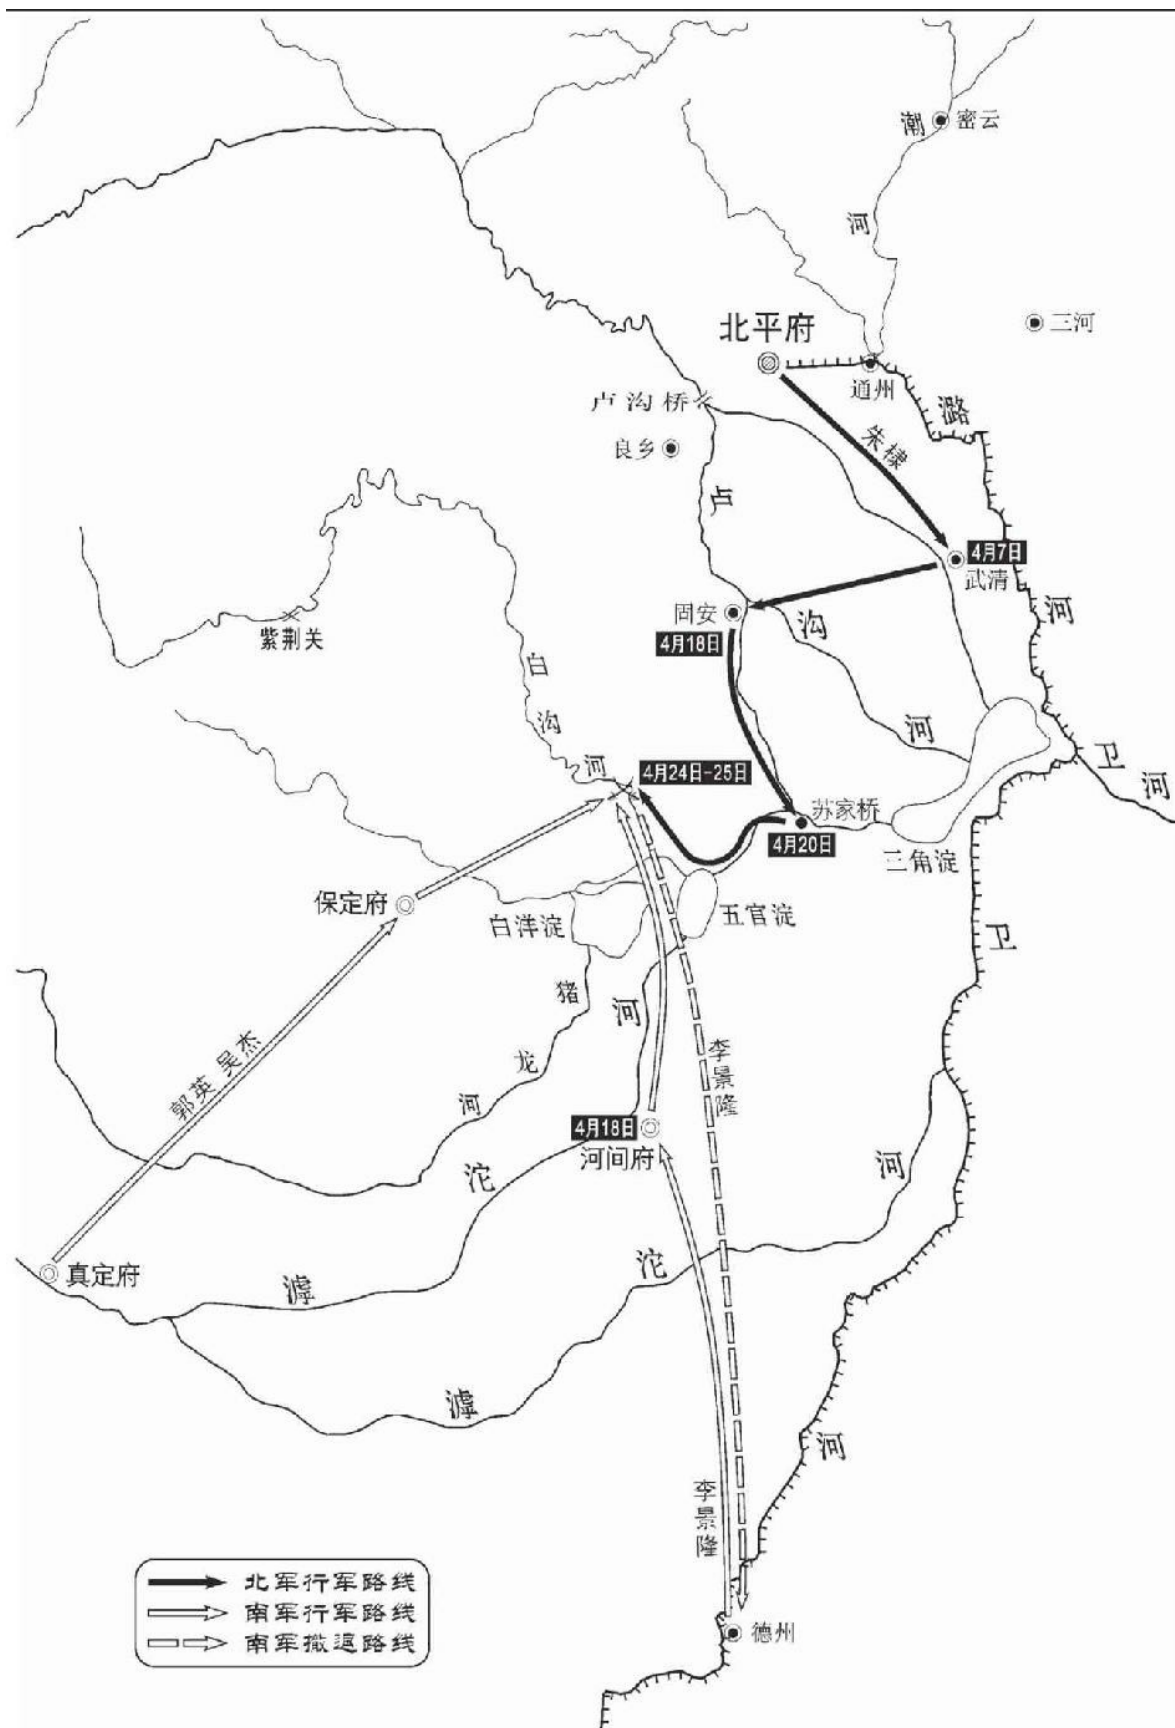 潮
密云
河
三河
北平府
通州
潞
卢沟桥
良乡
朱棣
卢
4月7日
武清
河
固安
沟
4月18日
紫荆关
白
沟
河
河
卫
河
4月24日-25日
苏家桥
4月20日
三角淀
保定府
白洋淀
五官淀
卫
猪
河
龙
河
郭英 吴杰
李景隆
4月18日
河间府
沱
河
真定府
滹
沱
滹
河
李景隆
北军行军路线
南军行军路线
南军撤退路线
德州